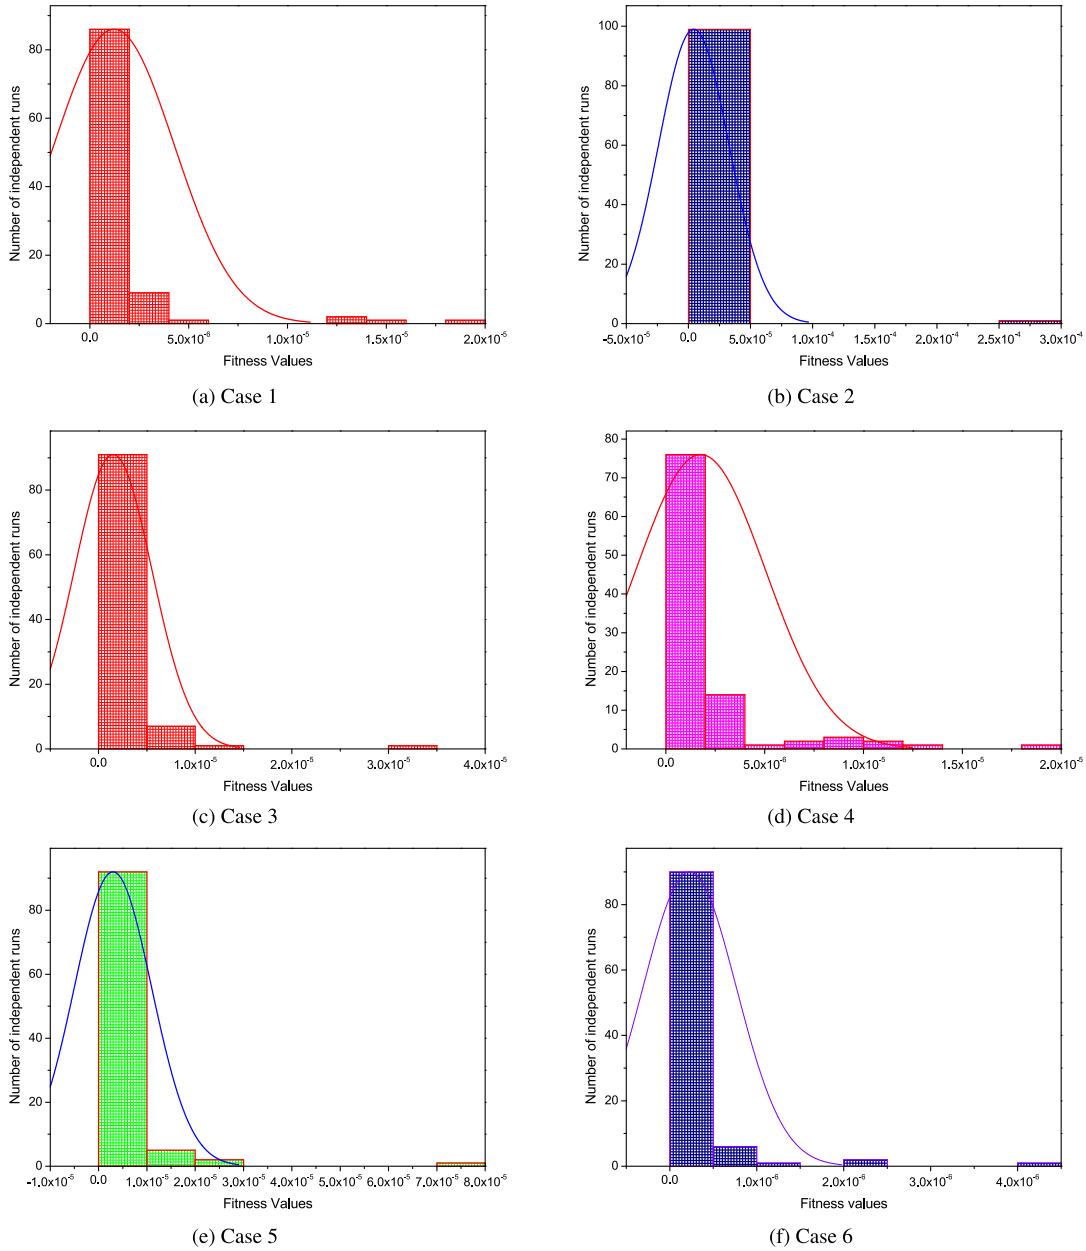 80
60
40
20
0
Number of independent runs
0.0
5.0x10⁻⁶
1.0x10⁻⁵
1.5x10⁻⁵
2.0x10⁻⁵
Fitness Values
(a) Case 1
100
80
60
40
20
0
Number of independent runs
-5.0x10⁻⁵
0.0
5.0x10⁻⁵
1.0x10⁻⁴
1.5x10⁻⁴
2.0x10⁻⁴
2.5x10⁻⁴
3.0x10⁻⁴
Fitness Values
(b) Case 2
80
60
40
20
0
Number of independent runs
0.0
1.0x10⁻⁵
2.0x10⁻⁵
3.0x10⁻⁵
4.0x10⁻⁵
Fitness Values
(c) Case 3
80
75
70
60
50
40
30
20
10
0
Number of independent runs
0.0
5.0x10⁻⁶
1.0x10⁻⁵
1.5x10⁻⁵
2.0x10⁻⁵
Fitness Values
(d) Case 4
80
60
40
20
0
Number of independent runs
-1.0x10⁻⁵
0.0
1.0x10⁻⁵
2.0x10⁻⁵
3.0x10⁻⁵
4.0x10⁻⁵
5.0x10⁻⁵
6.0x10⁻⁵
7.0x10⁻⁵
8.0x10⁻⁵
Fitness Values
(e) Case 5
80
60
40
20
0
Number of independent runs
0.0
1.0x10⁻⁶
2.0x10⁻⁶
3.0x10⁻⁶
4.0x10⁻⁶
Fitness values
(f) Case 6